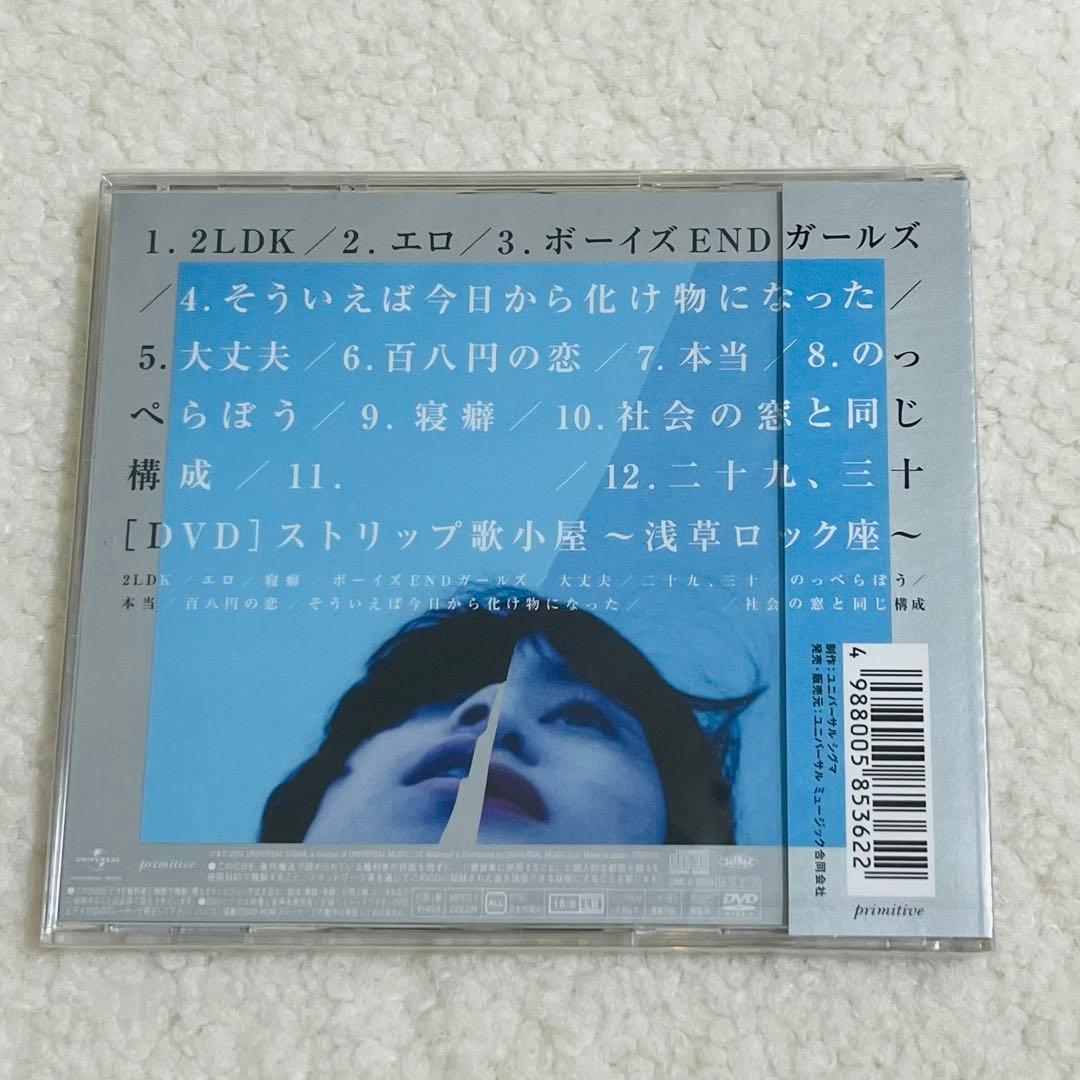 1. 2LDK／2. エロ／3. ボーイズENDガールズ
／4. そういえば今日から化け物になった／
5. 大丈夫／6. 百八円の恋／7. 本当／8. のっ
ぺらぼう／9. 寝癖／10. 社会の窓と同じ
構成／11.　　　　／12. 二十九、三十
[DVD] ストリップ歌小屋 〜浅草ロック座〜
2LDK／エロ／寝癖／ボーイズENDガールズ／大丈夫／二十九、三十／のっぺらぼう／
本当／百八円の恋／そういえば今日から化け物になった／　　　　／社会の窓と同じ構成
制作：ユニバーサル シグマ
発売・販売元：ユニバーサル ミュージック合同会社
4 988005 853622
primitive
UNIVERSAL
primitive
ALL
16:9 LB
DVD